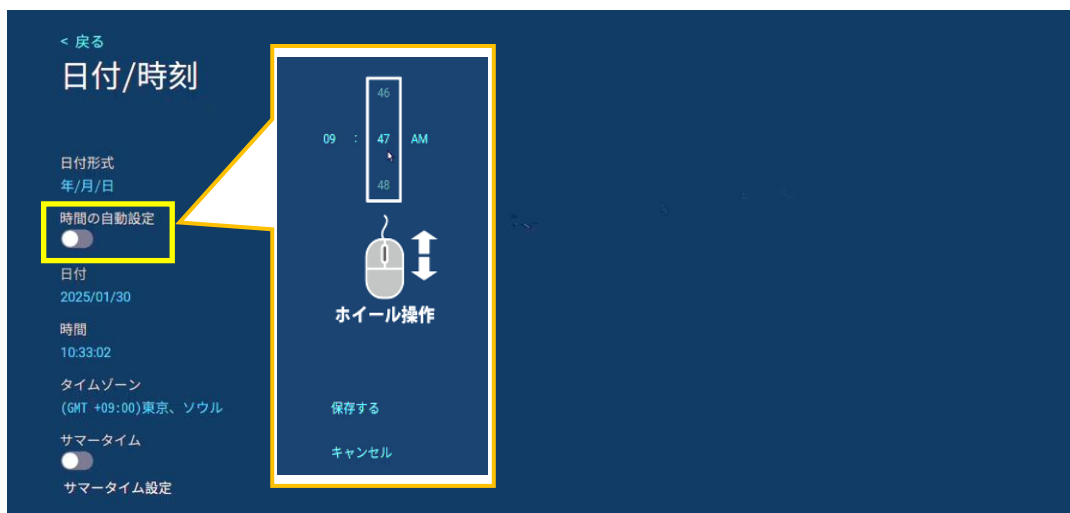 < 戻る
日付/時刻
日付形式
年/月/日
時間の自動設定
日付
2025/01/30
時間
10:33:02
タイムゾーン
(GMT +09:00)東京、ソウル
サマータイム
サマータイム設定
46
09 : 47 AM
48
ホイール操作
保存する
キャンセル